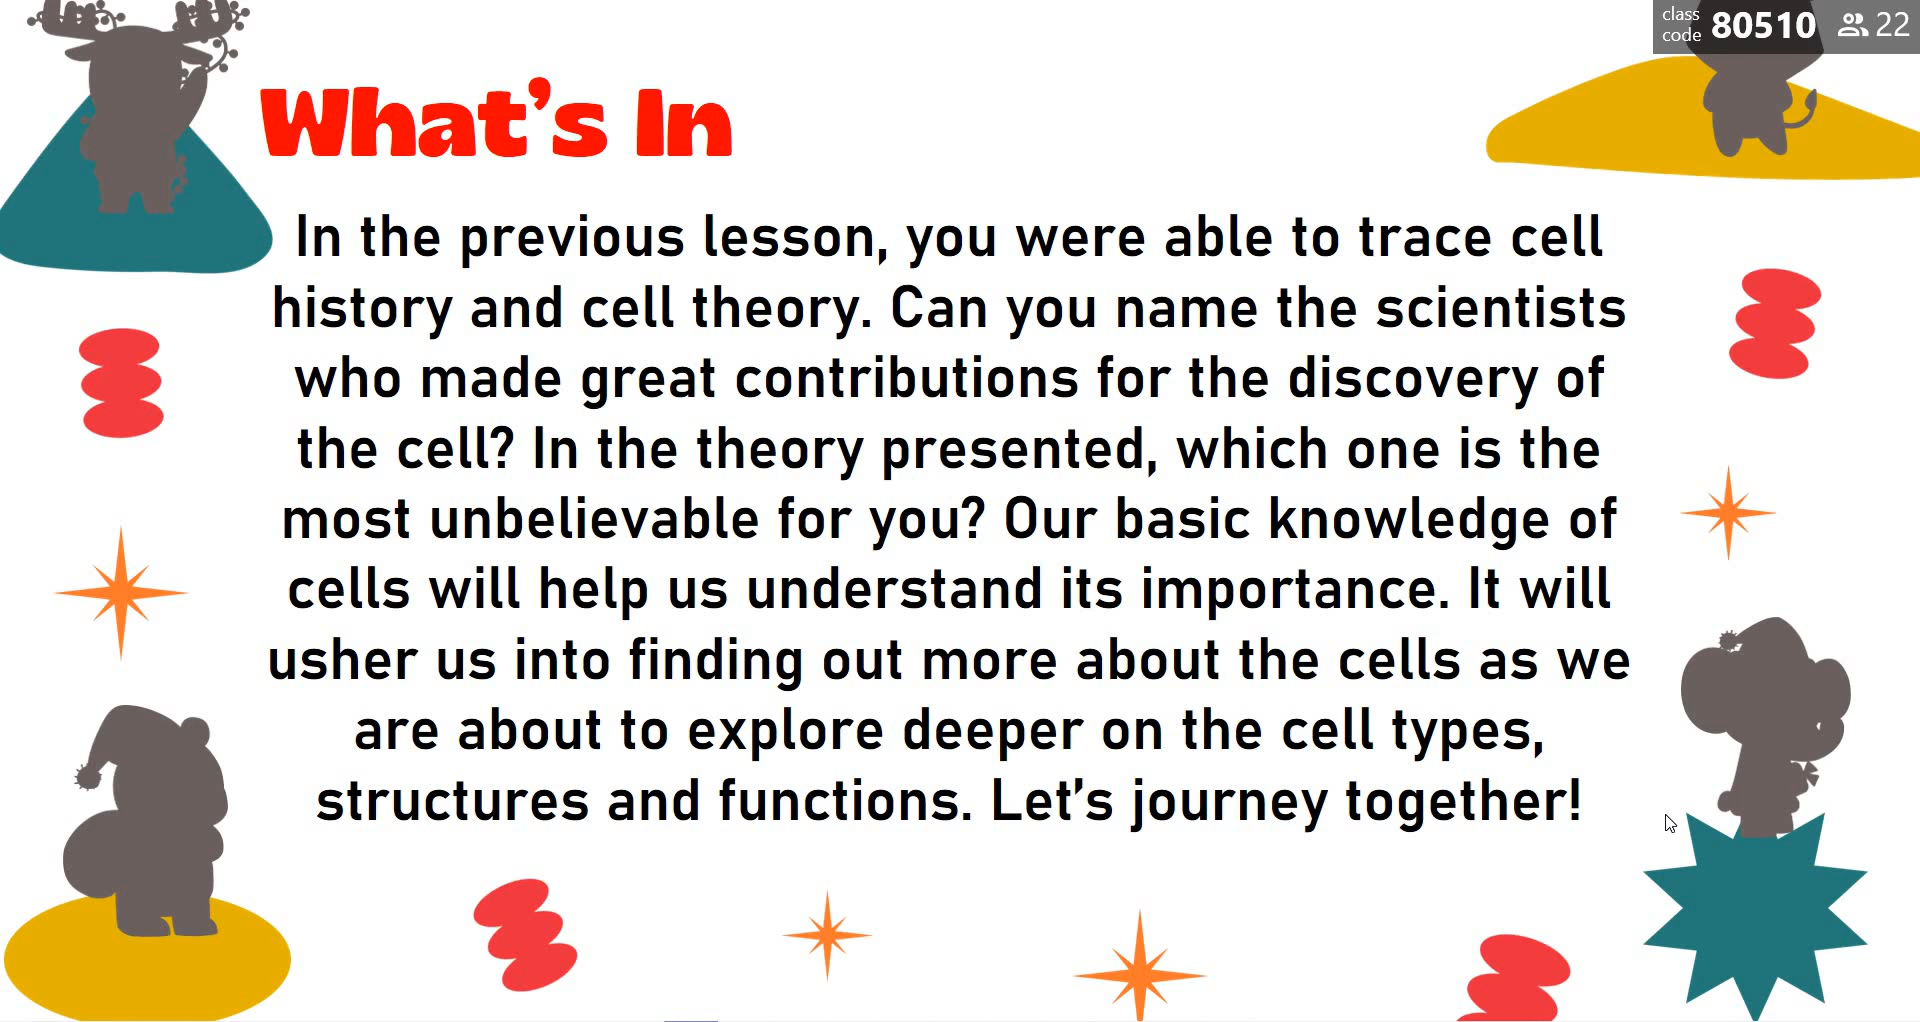 class
code 80510 22
What's In
In the previous lesson, you were able to trace cell
history and cell theory. Can you name the scientists
who made great contributions for the discovery of
the cell? In the theory presented, which one is the
most unbelievable for you? Our basic knowledge of
cells will help us understand its importance. It will
usher us into finding out more about the cells as we
are about to explore deeper on the cell types,
structures and functions. Let's journey together!